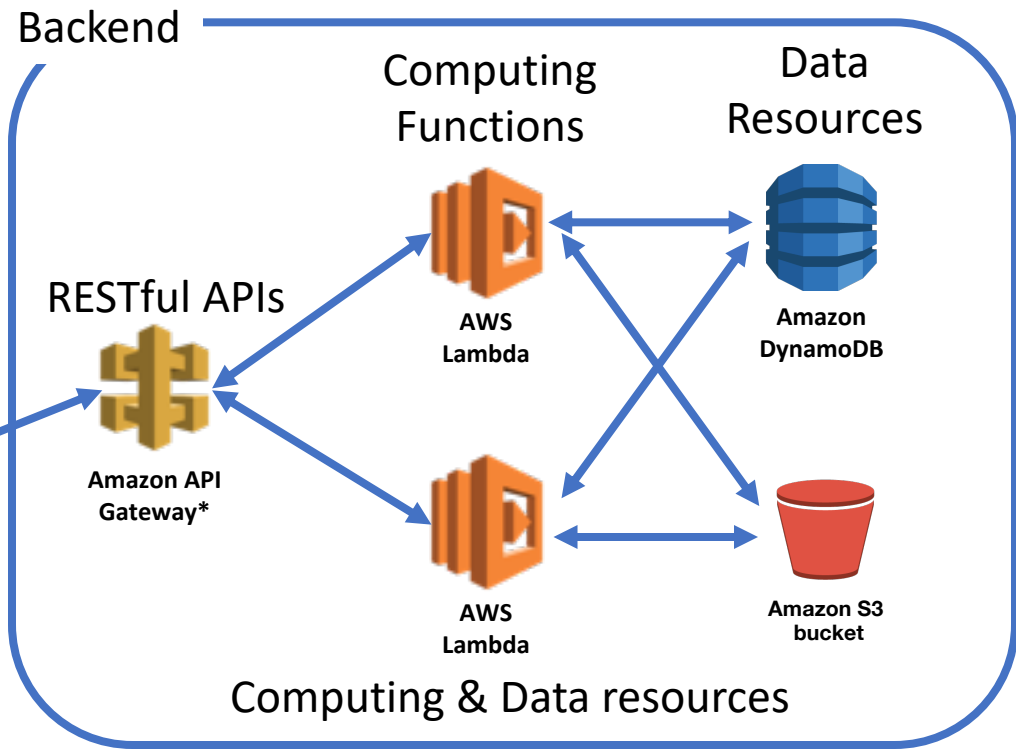 Backend
Computing
Functions
Data
Resources
RESTful APIs
AWS
Lambda
Amazon
DynamoDB
Amazon API
Gateway*
AWS
Lambda
Amazon S3
bucket
Computing & Data resources